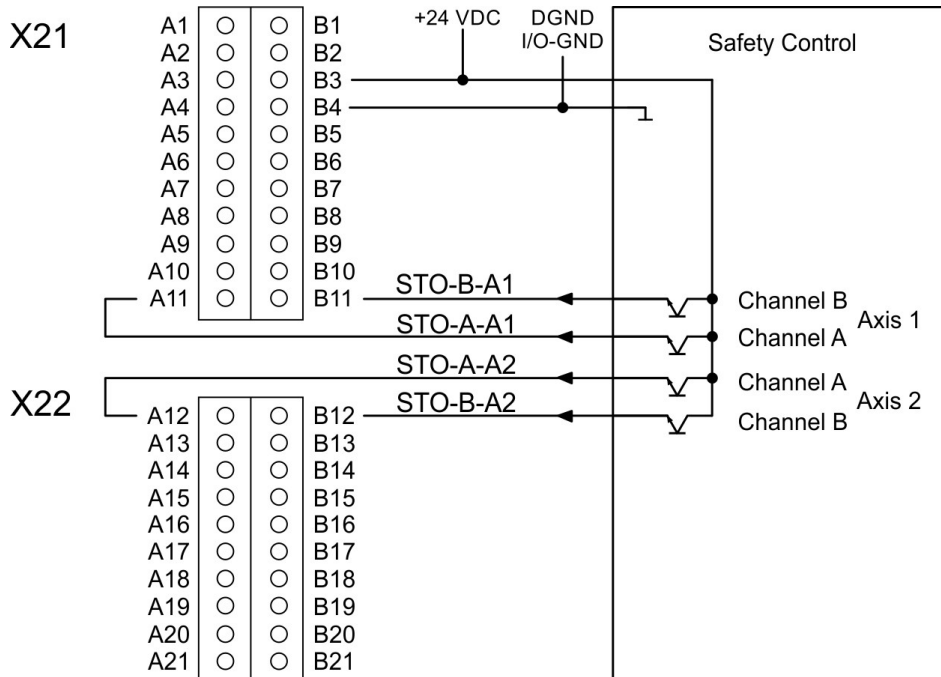 X21
+24 VDC
DGND
I/O-GND
Safety Control
A1 B1
A2 B2
A3 B3
A4 B4
A5 B5
A6 B6
A7 B7
A8 B8
A9 B9
A10 B10
A11 B11
STO-B-A1
Channel B
Axis 1
STO-A-A1
Channel A
STO-A-A2
Channel A
Axis 2
X22
STO-B-A2
Channel B
A12 B12
A13 B13
A14 B14
A15 B15
A16 B16
A17 B17
A18 B18
A19 B19
A20 B20
A21 B21